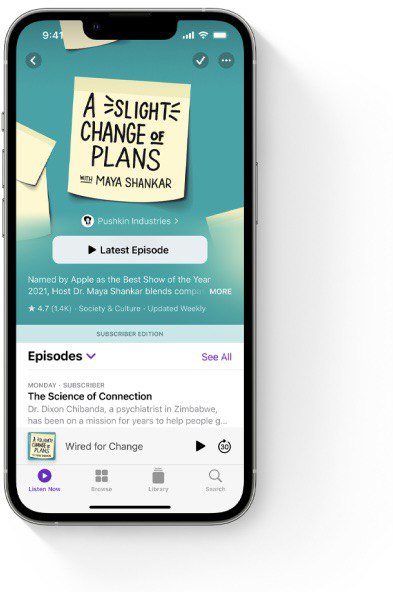 9:41
A SLIGHT
CHANGE OF
PLANS
WITH MAYA SHANKAR
Pushkin Industries
Latest Episode
Named by Apple as the Best Show of the Year
2021, Host Dr. Maya Shankar blends MORE
4.7 (1.4K) · Society & Culture · Updated Weekly
SUBSCRIBER EDITION
Episodes See All
MONDAY · SUBSCRIBER
The Science of Connection
Dr. Dixon Chibanda, a psychiatrist in Zimbabwe,
has been on a mission for years to help people g...
A SLIGHT
CHANGE OF
PLANS
Wired for Change
30
Listen Now Browse Library Search